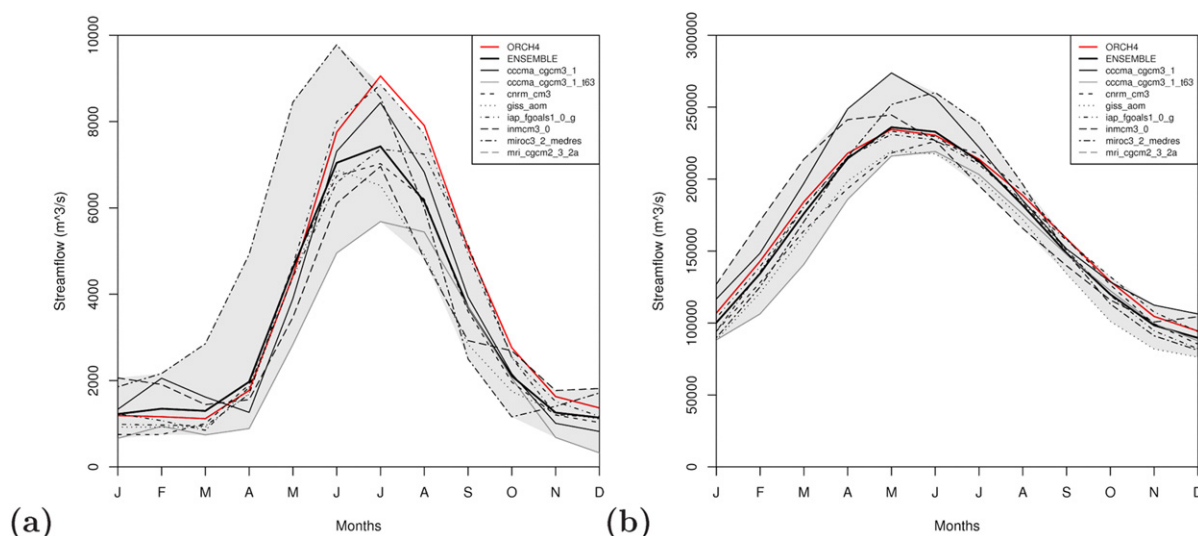 10000
8000
6000
4000
2000
0
Streamflow (m^3/s)
J F M A M J J A S O N D
Months
ORCH4
ENSEMBLE
cccma_cgcm3_1
cccma_cgcm3_1_t63
cnrm_cm3
giss_aom
iap_fgoals1_0_g
inmcm3_0
miroc3_2_medres
mri_cgcm2_3_2a
(a)
300000
250000
200000
150000
100000
50000
0
Streamflow (m^3/s)
J F M A M J J A S O N D
Months
ORCH4
ENSEMBLE
cccma_cgcm3_1
cccma_cgcm3_1_t63
cnrm_cm3
giss_aom
iap_fgoals1_0_g
inmcm3_0
miroc3_2_medres
mri_cgcm2_3_2a
(b)